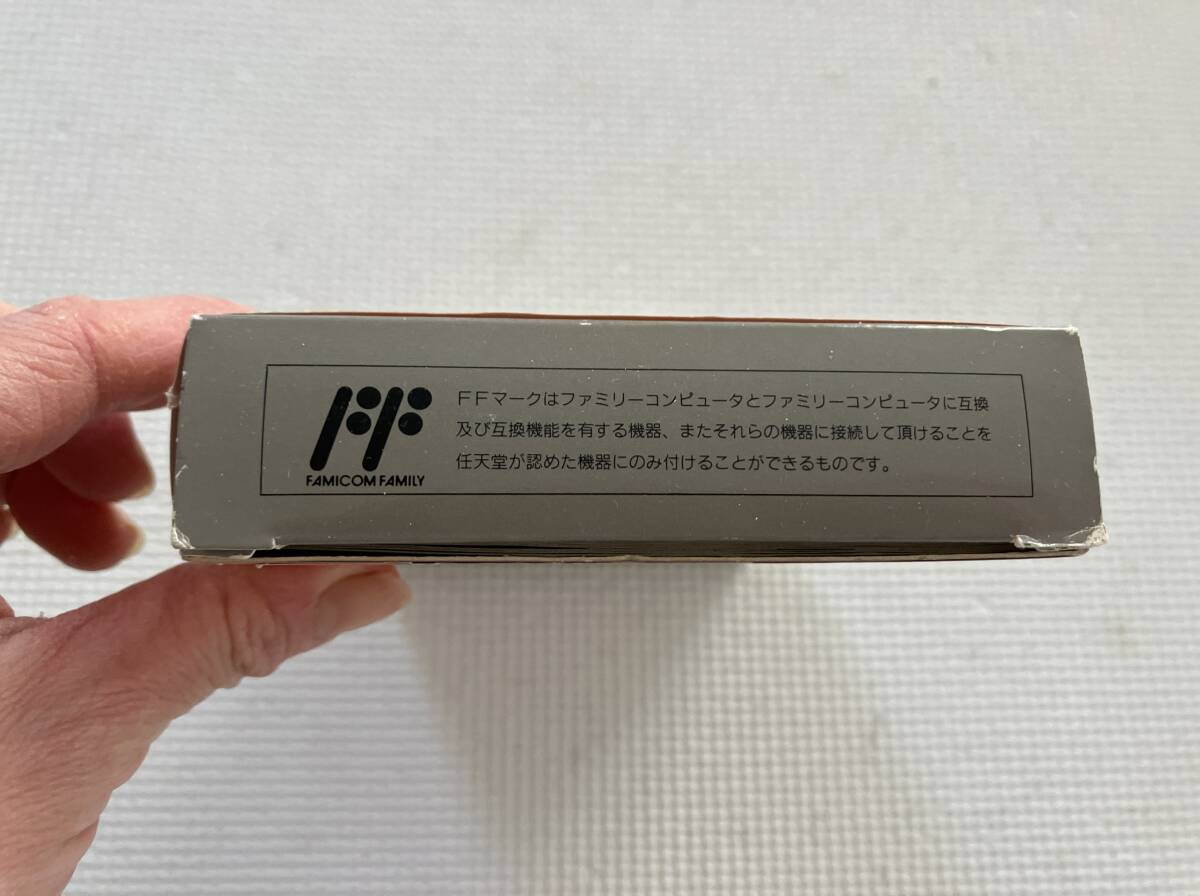 FFマークはファミリーコンピュータとファミリーコンピュータに互換
及び互換機能を有する機器、またそれらの機器に接続して頂けることを
任天堂が認めた機器にのみ付けることができるものです。
FF
FAMICOM FAMILY